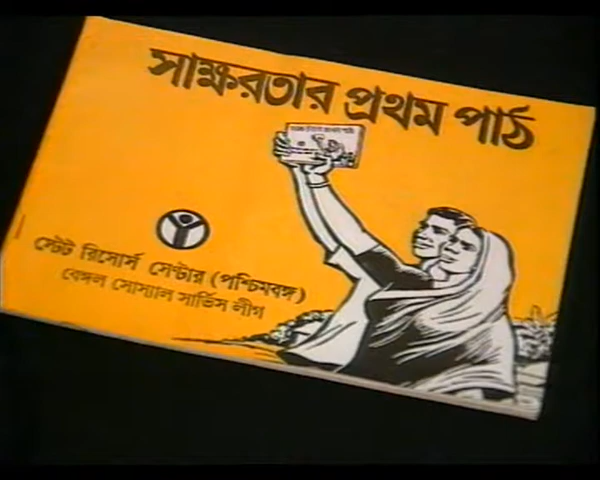 সাক্ষরতার প্রথম পাঠ
স্টেট রিসোর্স সেন্টার (পশ্চিমবঙ্গ)
বেঙ্গল সোস্যাল সার্ভিস লীগ